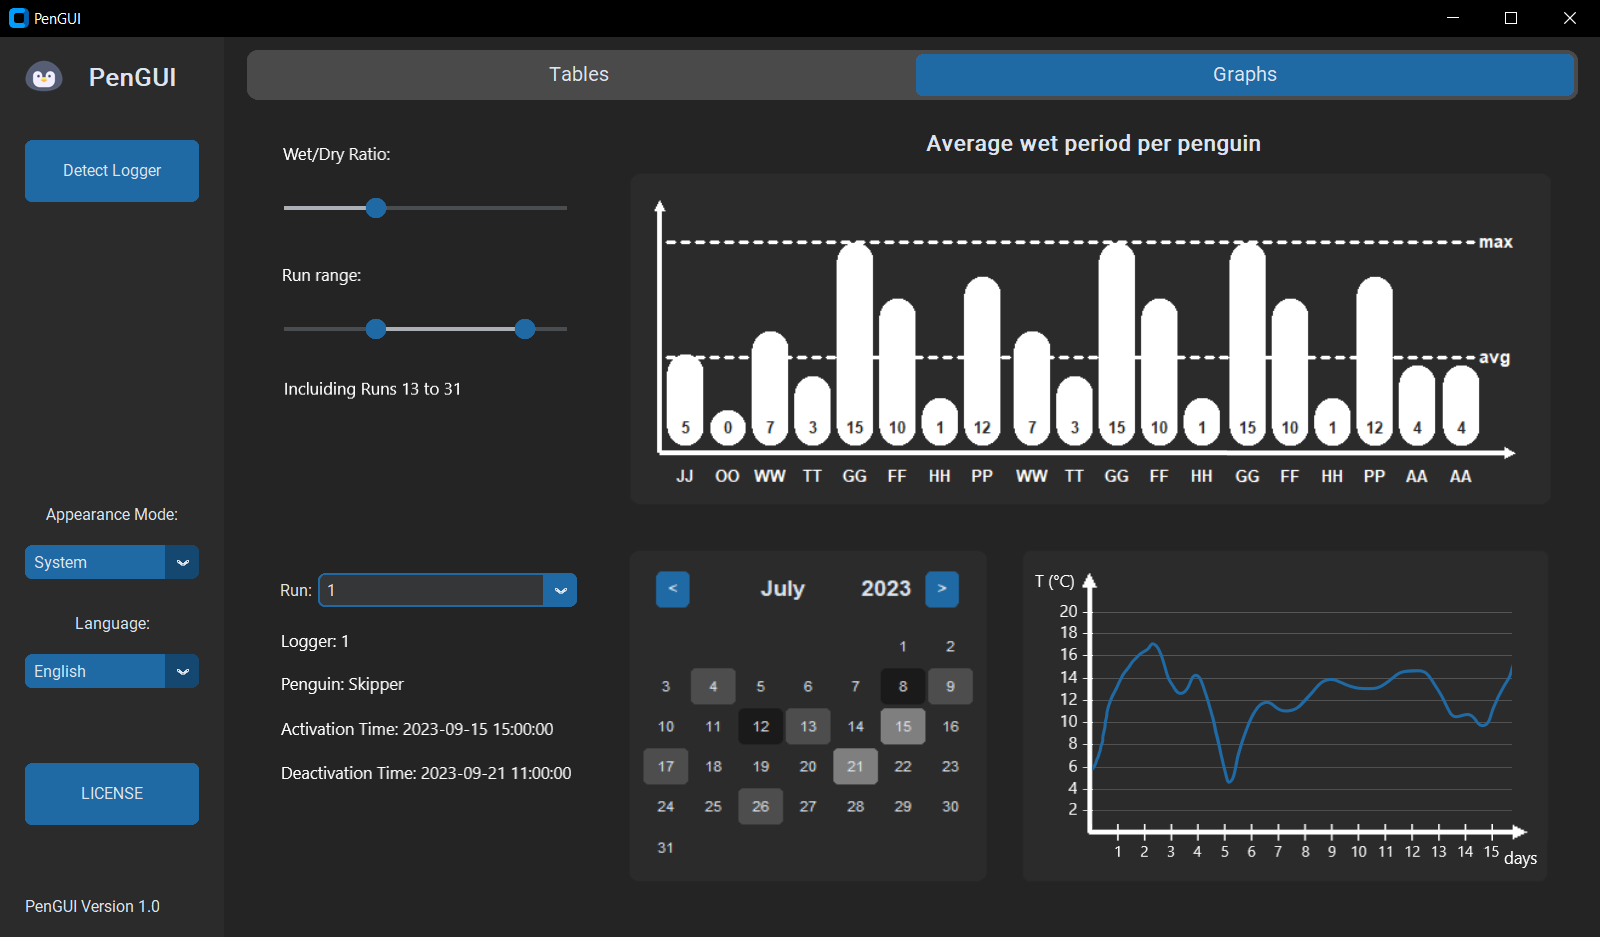 PenGUI
PenGUI
Detect Logger
Appearance Mode:
System
Language:
English
LICENSE
PenGUI Version 1.0
Tables
Graphs
Wet/Dry Ratio:
Run range:
Incluiding Runs 13 to 31
Average wet period per penguin
max
avg
5 0 7 3 15 10 1 12 7 3 15 10 1 15 10 1 12 4 4
JJ OO WW TT GG FF HH PP WW TT GG FF HH GG FF HH PP AA AA
Run: 1
Logger: 1
Penguin: Skipper
Activation Time: 2023-09-15 15:00:00
Deactivation Time: 2023-09-21 11:00:00
< July 2023 >
1 2
3 4 5 6 7 8 9
10 11 12 13 14 15 16
17 18 19 20 21 22 23
24 25 26 27 28 29 30
31
T (°C)
20
18
16
14
12
10
8
6
4
2
1 2 3 4 5 6 7 8 9 10 11 12 13 14 15
days